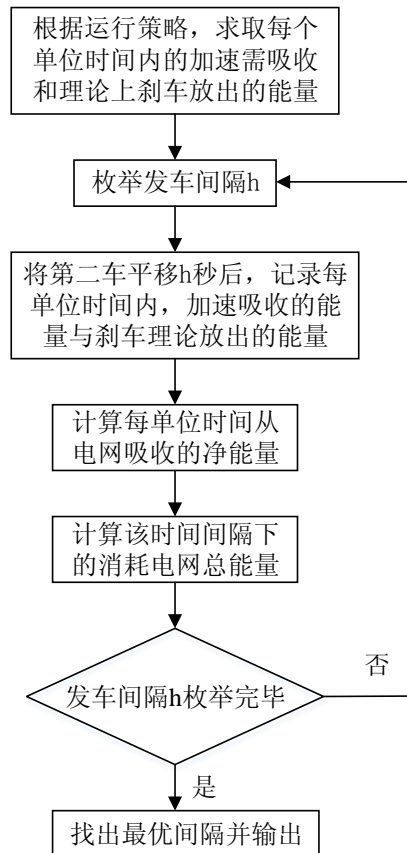 根据运行策略，求取每个
单位时间内的加速需吸收
和理论上刹车放出的能量
枚举发车间隔h
将第二车平移h秒后，记录每
单位时间内，加速吸收的能
量与刹车理论放出的能量
计算每单位时间从
电网吸收的净能量
计算该时间间隔下
的消耗电网总能量
发车间隔h枚举完毕
否
是
找出最优间隔并输出